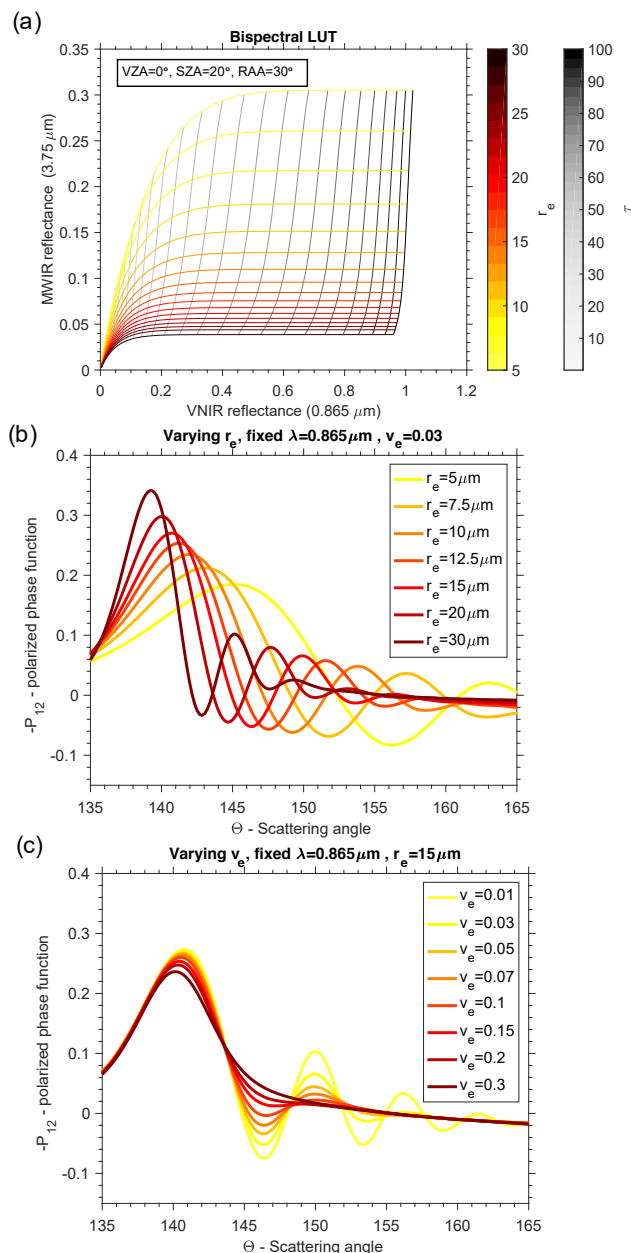 (a)
Bispectral LUT
VZA=0°, SZA=20°, RAA=30°
0.35
0.3
0.25
0.2
0.15
0.1
0.05
0
MWIR reflectance (3.75 μm)
0 0.2 0.4 0.6 0.8 1 1.2
VNIR reflectance (0.865 μm)
30
25
20
15
10
5
r_e
100
90
80
70
60
50
40
30
20
10
τ
(b)
Varying r_e, fixed λ=0.865μm , v_e=0.03
0.4
0.3
0.2
0.1
0
-0.1
-P_12 - polarized phase function
r_e=5μm
r_e=7.5μm
r_e=10μm
r_e=12.5μm
r_e=15μm
r_e=20μm
r_e=30μm
135 140 145 150 155 160 165
Θ - Scattering angle
(c)
Varying v_e, fixed λ=0.865μm , r_e=15μm
0.4
0.3
0.2
0.1
0
-0.1
-P_12 - polarized phase function
v_e=0.01
v_e=0.03
v_e=0.05
v_e=0.07
v_e=0.1
v_e=0.15
v_e=0.2
v_e=0.3
135 140 145 150 155 160 165
Θ - Scattering angle